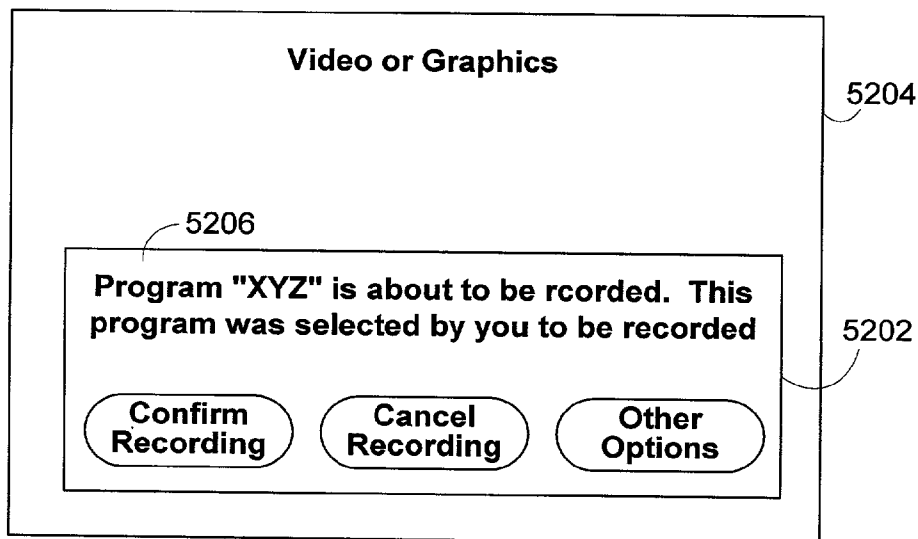 Video or Graphics
5204
5206
Program "XYZ" is about to be rcorded. This
program was selected by you to be recorded
5202
Confirm
Recording
Cancel
Recording
Other
Options